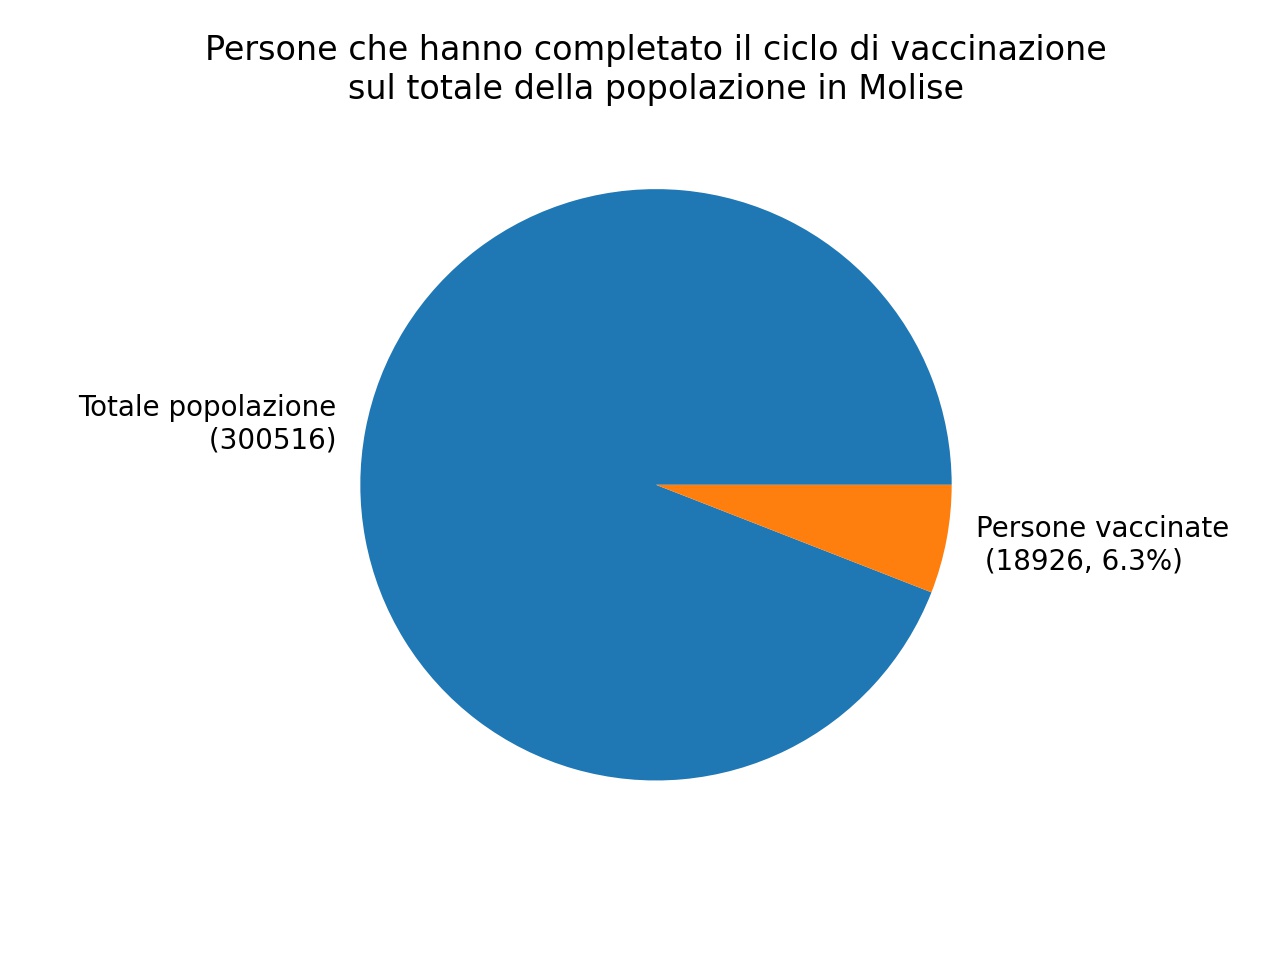 Persone che hanno completato il ciclo di vaccinazione
sul totale della popolazione in Molise
Totale popolazione
(300516)
Persone vaccinate
(18926, 6.3%)